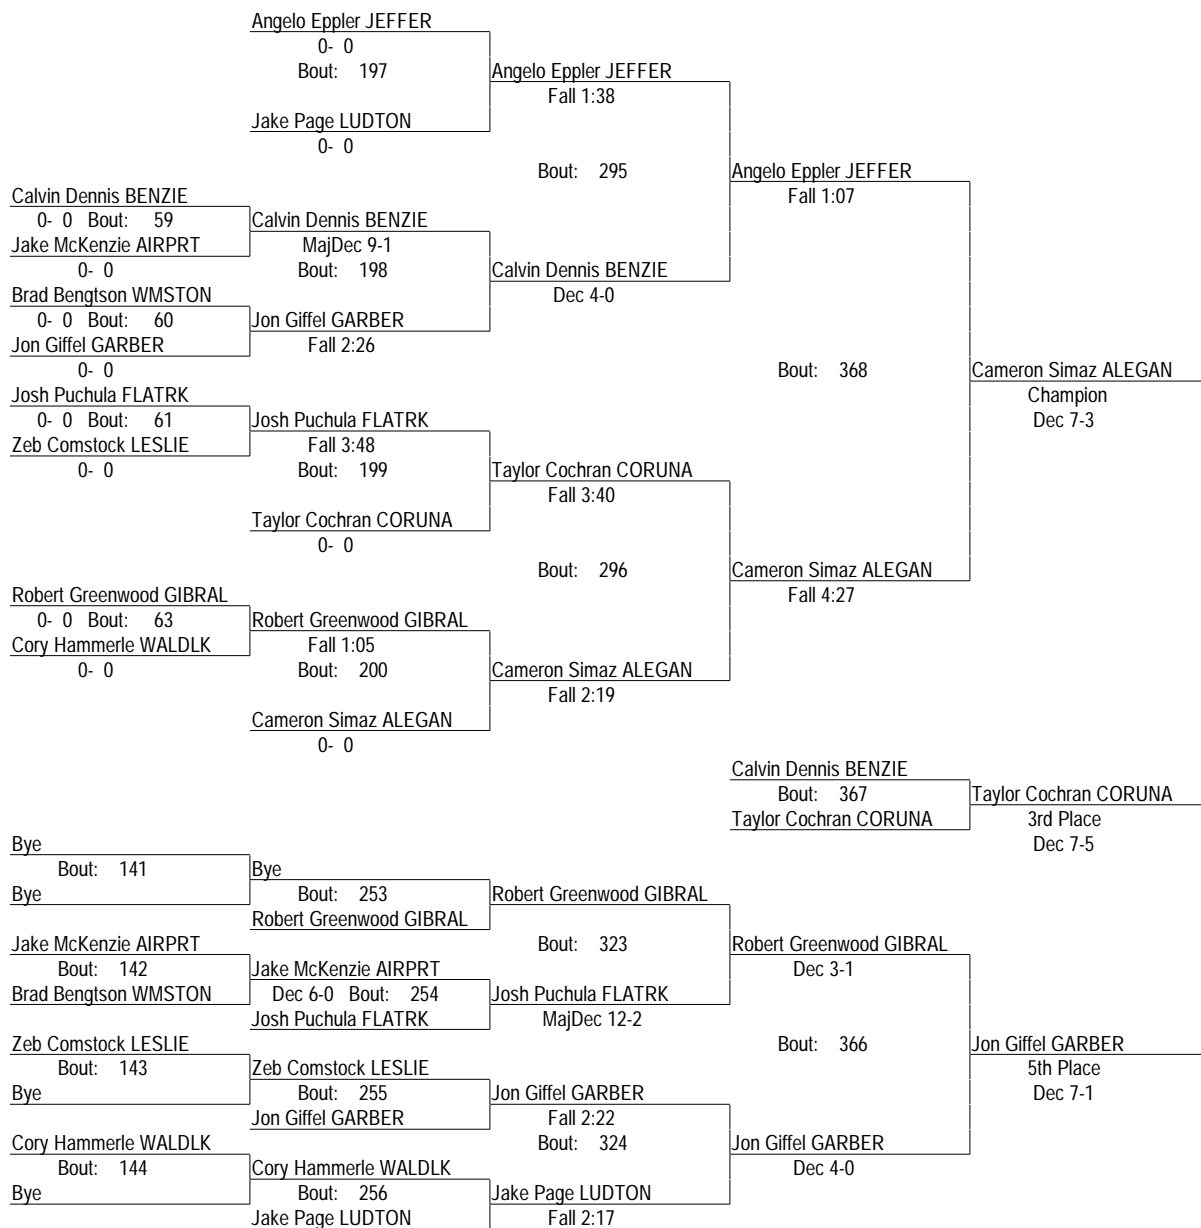 Angelo Eppler JEFFER
0- 0
Bout: 197
Angelo Eppler JEFFER
Fall 1:38
Jake Page LUDTON
0- 0
Bout: 295
Angelo Eppler JEFFER
Fall 1:07
Calvin Dennis BENZIE
0- 0 Bout: 59
Calvin Dennis BENZIE
Jake McKenzie AIRPRT
MajDec 9-1
0- 0
Bout: 198
Calvin Dennis BENZIE
Brad Bengtson WMSTON
Dec 4-0
0- 0 Bout: 60
Jon Giffel GARBER
Jon Giffel GARBER
Fall 2:26
0- 0
Bout: 368
Cameron Simaz ALEGAN
Josh Puchula FLATRK
Champion
0- 0 Bout: 61
Josh Puchula FLATRK
Dec 7-3
Zeb Comstock LESLIE
Fall 3:48
0- 0
Bout: 199
Taylor Cochran CORUNA
Fall 3:40
Taylor Cochran CORUNA
0- 0
Bout: 296
Cameron Simaz ALEGAN
Robert Greenwood GIBRAL
Fall 4:27
0- 0 Bout: 63
Robert Greenwood GIBRAL
Cory Hammerle WALDLK
Fall 1:05
0- 0
Bout: 200
Cameron Simaz ALEGAN
Fall 2:19
Cameron Simaz ALEGAN
0- 0
Calvin Dennis BENZIE
Bout: 367
Taylor Cochran CORUNA
Taylor Cochran CORUNA
3rd Place
Dec 7-5
Bye
Bout: 141
Bye
Bye
Bout: 253
Robert Greenwood GIBRAL
Robert Greenwood GIBRAL
Jake McKenzie AIRPRT
Bout: 323
Robert Greenwood GIBRAL
Bout: 142
Jake McKenzie AIRPRT
Dec 3-1
Brad Bengtson WMSTON
Dec 6-0 Bout: 254
Josh Puchula FLATRK
Josh Puchula FLATRK
MajDec 12-2
Zeb Comstock LESLIE
Bout: 366
Jon Giffel GARBER
Bout: 143
Zeb Comstock LESLIE
5th Place
Bye
Bout: 255
Jon Giffel GARBER
Dec 7-1
Jon Giffel GARBER
Fall 2:22
Cory Hammerle WALDLK
Bout: 324
Jon Giffel GARBER
Bout: 144
Cory Hammerle WALDLK
Dec 4-0
Bye
Bout: 256
Jake Page LUDTON
Jake Page LUDTON
Fall 2:17